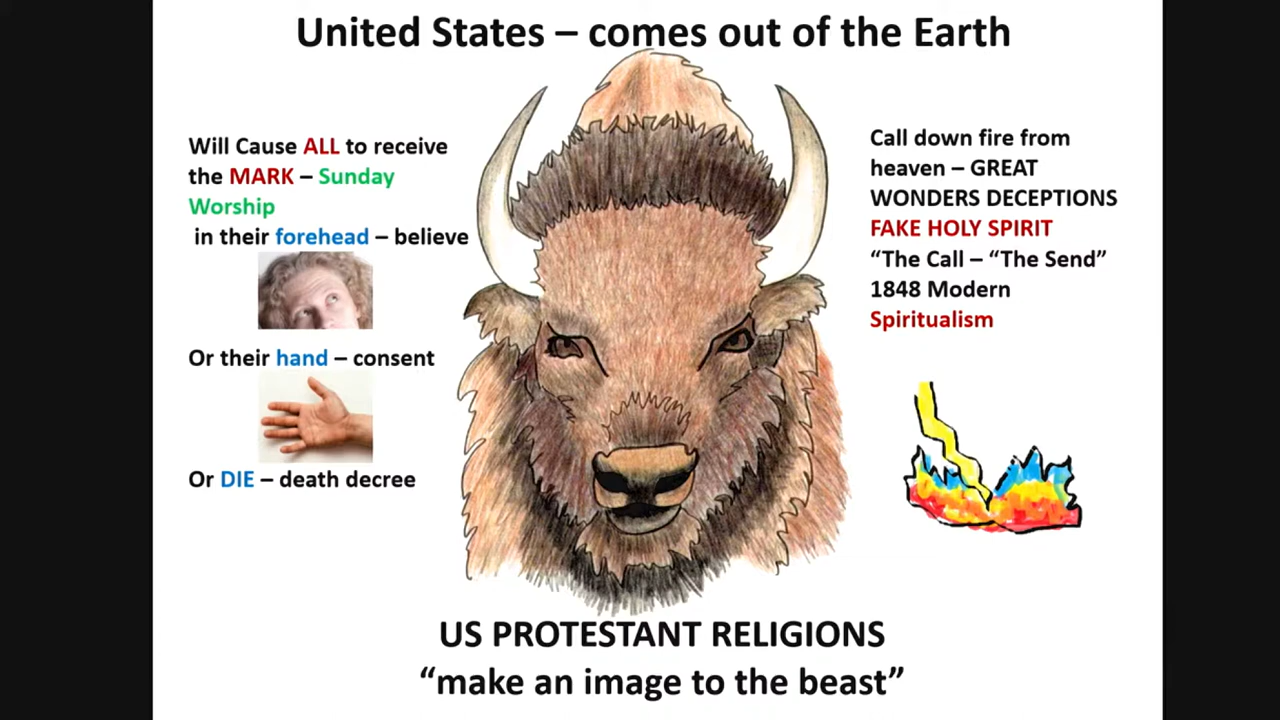 United States – comes out of the Earth
Will Cause ALL to receive
the MARK – Sunday
Worship
in their forehead – believe
Or their hand – consent
Or DIE – death decree
Call down fire from
heaven – GREAT
WONDERS DECEPTIONS
FAKE HOLY SPIRIT
“The Call – “The Send”
1848 Modern
Spiritualism
US PROTESTANT RELIGIONS
“make an image to the beast”